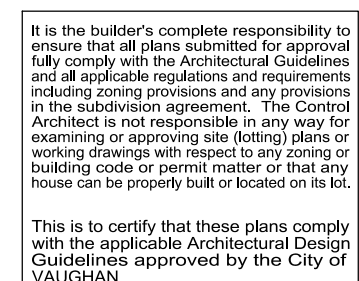 It is the builder's complete responsibility to
ensure that all plans submitted for approval
fully comply with the Architectural Guidelines
and all applicable regulations and requirements
including zoning provisions and any provisions
in the subdivision agreement. The Control
Architect is not responsible in any way for
examining or approving site (lotting) plans or
working drawings with respect to any zoning or
building code or permit matter or that any
house can be properly built or located on its lot.
This is to certify that these plans comply
with the applicable Architectural Design
Guidelines approved by the City of
VAUGHAN